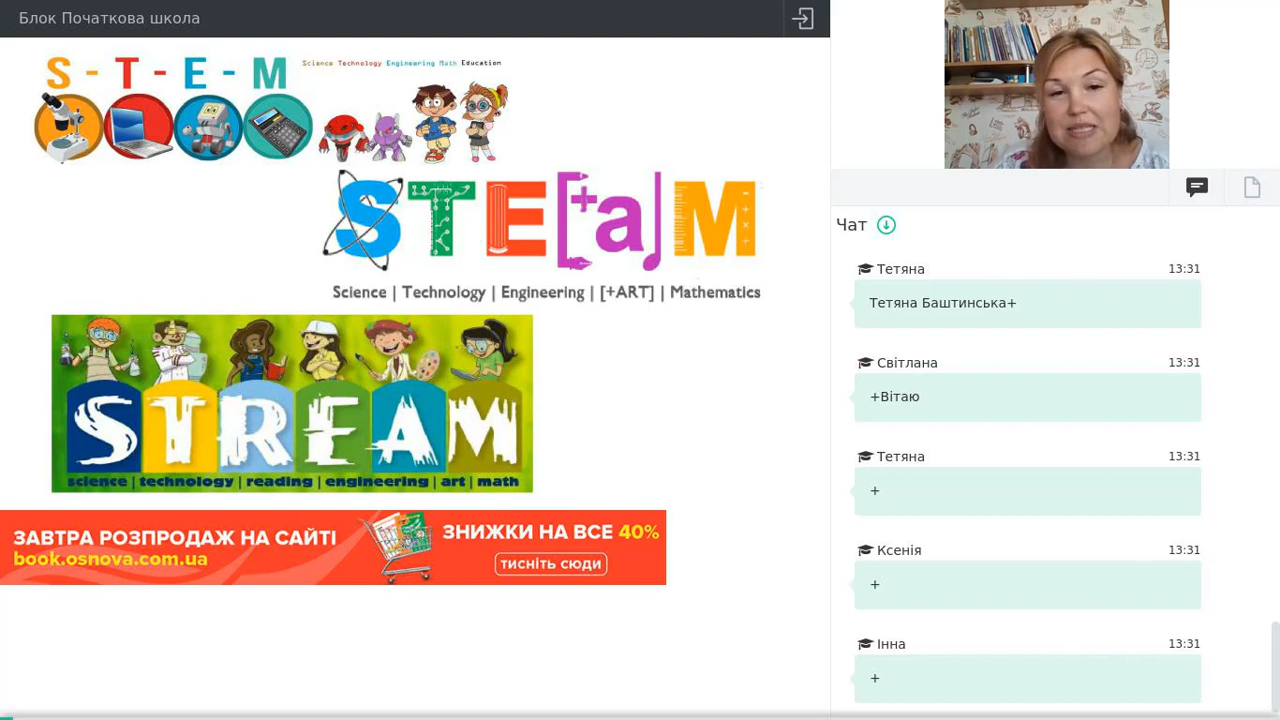 Блок Початкова школа
S - T - E - M
Science Technology Engineering Math Education
STE[+a]M
Science | Technology | Engineering | [+ART] | Mathematics
STREAM
science | technology | reading | engineering | art | math
ЗАВТРА РОЗПРОДАЖ НА САЙТІ
book.osnova.com.ua
ЗНИЖКИ НА ВСЕ 40%
тисніть сюди
Чат
Тетяна 13:31
Тетяна Баштинська+
Світлана 13:31
+Вітаю
Тетяна 13:31
+
Ксенія 13:31
+
Інна 13:31
+